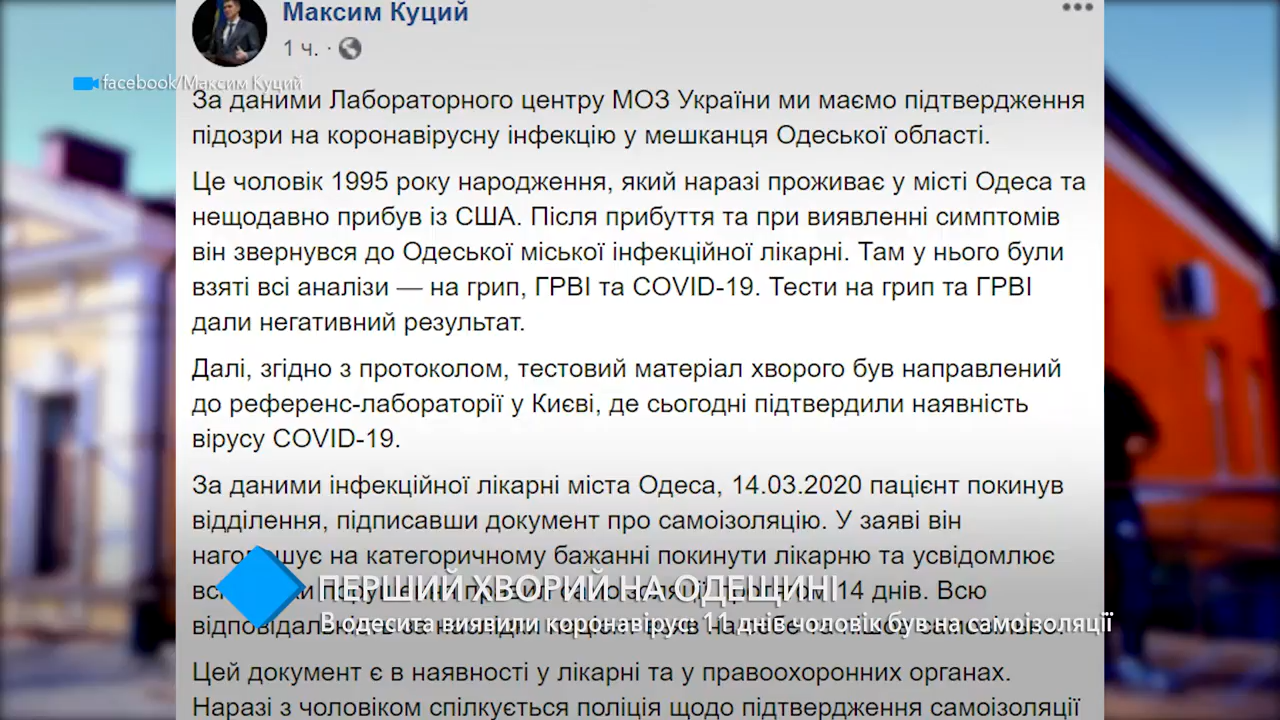 Максим Куций
1 ч. ·
facebook/Максим Куций
За даними Лабораторного центру МОЗ України ми маємо підтвердження
підозри на коронавірусну інфекцію у мешканця Одеської області.
Це чоловік 1995 року народження, який наразі проживає у місті Одеса та
нещодавно прибув із США. Після прибуття та при виявленні симптомів
він звернувся до Одеської міської інфекційної лікарні. Там у нього були
взяті всі аналізи — на грип, ГРВІ та COVID-19. Тести на грип та ГРВІ
дали негативний результат.
Далі, згідно з протоколом, тестовий матеріал хворого був направлений
до референс-лабораторії у Києві, де сьогодні підтвердили наявність
вірусу COVID-19.
За даними інфекційної лікарні міста Одеса, 14.03.2020 пацієнт покинув
відділення, підписавши документ про самоізоляцію. У заяві він
наголошує на категоричному бажанні покинути лікарню та усвідомлює
14 днів. Всю
ПЕРШИЙ ХВОРИЙ НА ОДЕЩИНІ
В одесита виявили коронавірус: 11 днів чоловік був на самоізоляції
Цей документ є в наявності у лікарні та у правоохоронних органах.
Наразі з чоловіком спілкується поліція щодо підтвердження самоізоляції